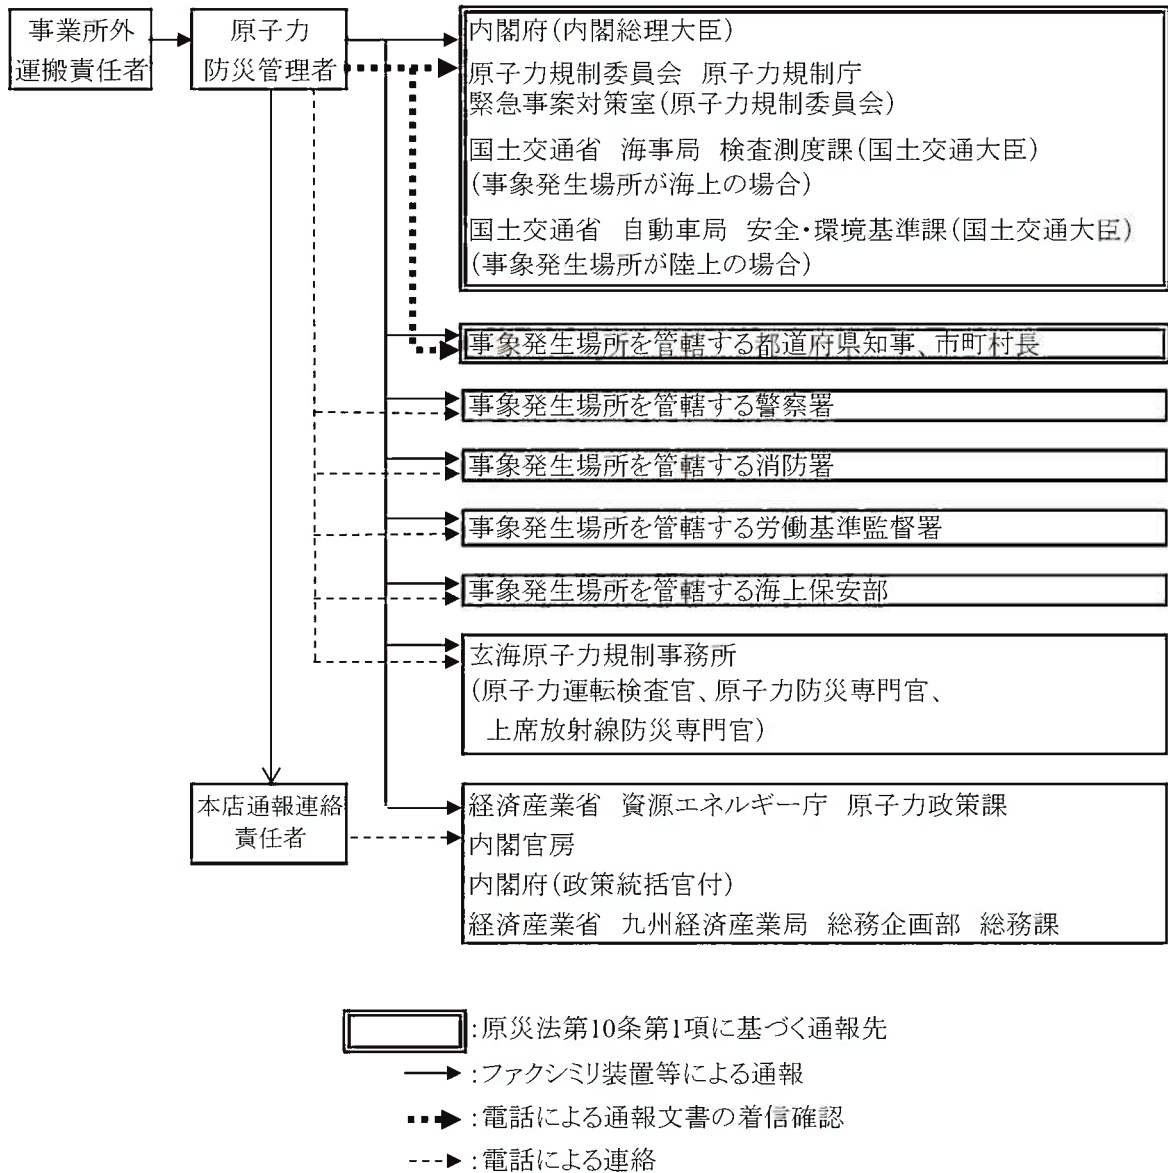 事業所外
運搬責任者
原子力
防災管理者
内閣府(内閣総理大臣)
原子力規制委員会 原子力規制庁
緊急事案対策室(原子力規制委員会)
国土交通省 海事局 検査測度課(国土交通大臣)
(事象発生場所が海上の場合)
国土交通省 自動車局 安全・環境基準課(国土交通大臣)
(事象発生場所が陸上の場合)
事象発生場所を管轄する都道府県知事、市町村長
事象発生場所を管轄する警察署
事象発生場所を管轄する消防署
事象発生場所を管轄する労働基準監督署
事象発生場所を管轄する海上保安部
玄海原子力規制事務所
(原子力運転検査官、原子力防災専門官、
上席放射線防災専門官)
本店通報連絡
責任者
経済産業省 資源エネルギー庁 原子力政策課
内閣官房
内閣府(政策統括官付)
経済産業省 九州経済産業局 総務企画部 総務課
:原災法第10条第1項に基づく通報先
:ファクシミリ装置等による通報
:電話による通報文書の着信確認
:電話による連絡